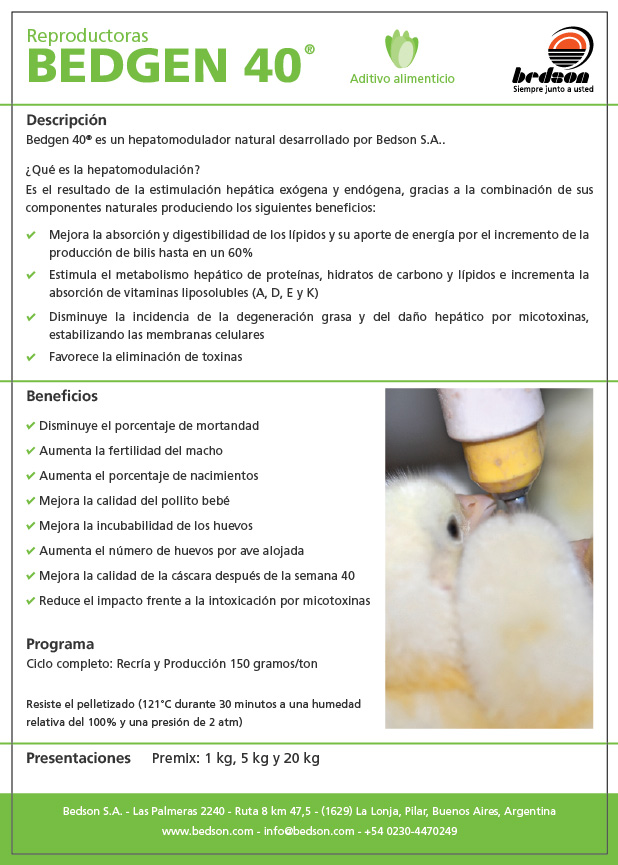 Reproductoras
BEDGEN 40®
Aditivo alimenticio
bedson
Siempre junto a usted
Descripción
Bedgen 40® es un hepatomodulador natural desarrollado por Bedson S.A..
¿Qué es la hepatomodulación?
Es el resultado de la estimulación hepática exógena y endógena, gracias a la combinación de sus
componentes naturales produciendo los siguientes beneficios:
✔ Mejora la absorción y digestibilidad de los lípidos y su aporte de energía por el incremento de la
producción de bilis hasta en un 60%
✔ Estimula el metabolismo hepático de proteínas, hidratos de carbono y lípidos e incrementa la
absorción de vitaminas liposolubles (A, D, E y K)
✔ Disminuye la incidencia de la degeneración grasa y del daño hepático por micotoxinas,
estabilizando las membranas celulares
✔ Favorece la eliminación de toxinas
Beneficios
✔ Disminuye el porcentaje de mortandad
✔ Aumenta la fertilidad del macho
✔ Aumenta el porcentaje de nacimientos
✔ Mejora la calidad del pollito bebé
✔ Mejora la incubabilidad de los huevos
✔ Aumenta el número de huevos por ave alojada
✔ Mejora la calidad de la cáscara después de la semana 40
✔ Reduce el impacto frente a la intoxicación por micotoxinas
Programa
Ciclo completo: Recría y Producción 150 gramos/ton
Resiste el pelletizado (121°C durante 30 minutos a una humedad
relativa del 100% y una presión de 2 atm)
Presentaciones Premix: 1 kg, 5 kg y 20 kg
Bedson S.A. - Las Palmeras 2240 - Ruta 8 km 47,5 - (1629) La Lonja, Pilar, Buenos Aires, Argentina
www.bedson.com - info@bedson.com - +54 0230-4470249